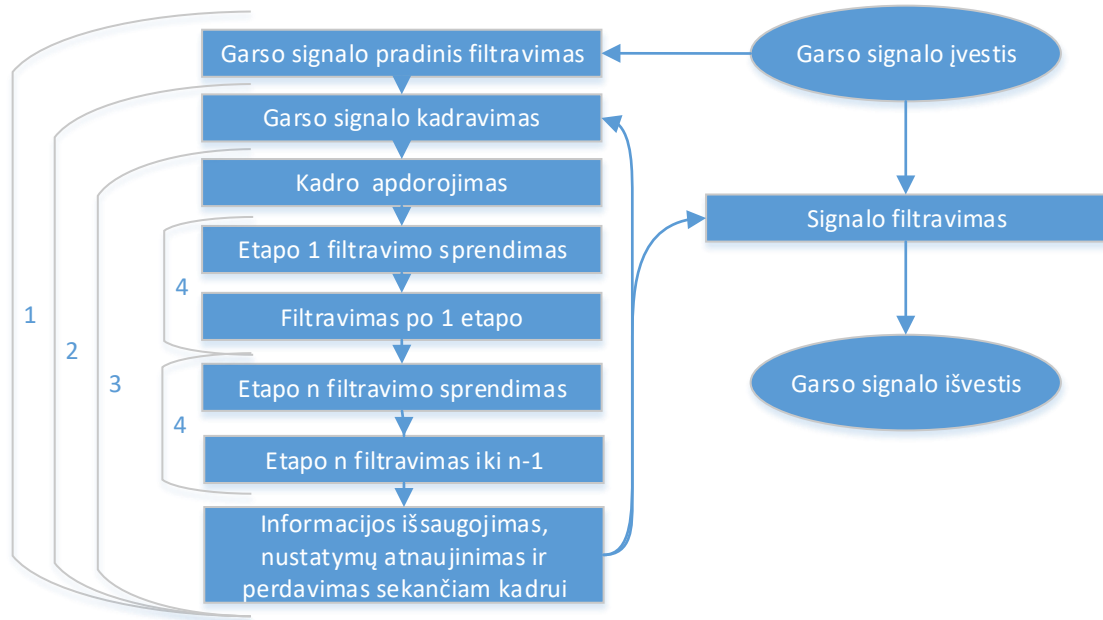 Garso signalo pradinis filtravimas
Garso signalo įvestis
Garso signalo kadravimas
Kadro apdorojimas
Signalo filtravimas
Etapo 1 filtravimo sprendimas
4
1
Filtravimas po 1 etapo
2
3
Etapo n filtravimo sprendimas
Garso signalo išvestis
4
Etapo n filtravimas iki n-1
Informacijos išsaugojimas,
nustatymų atnaujinimas ir
perdavimas sekančiam kadrui